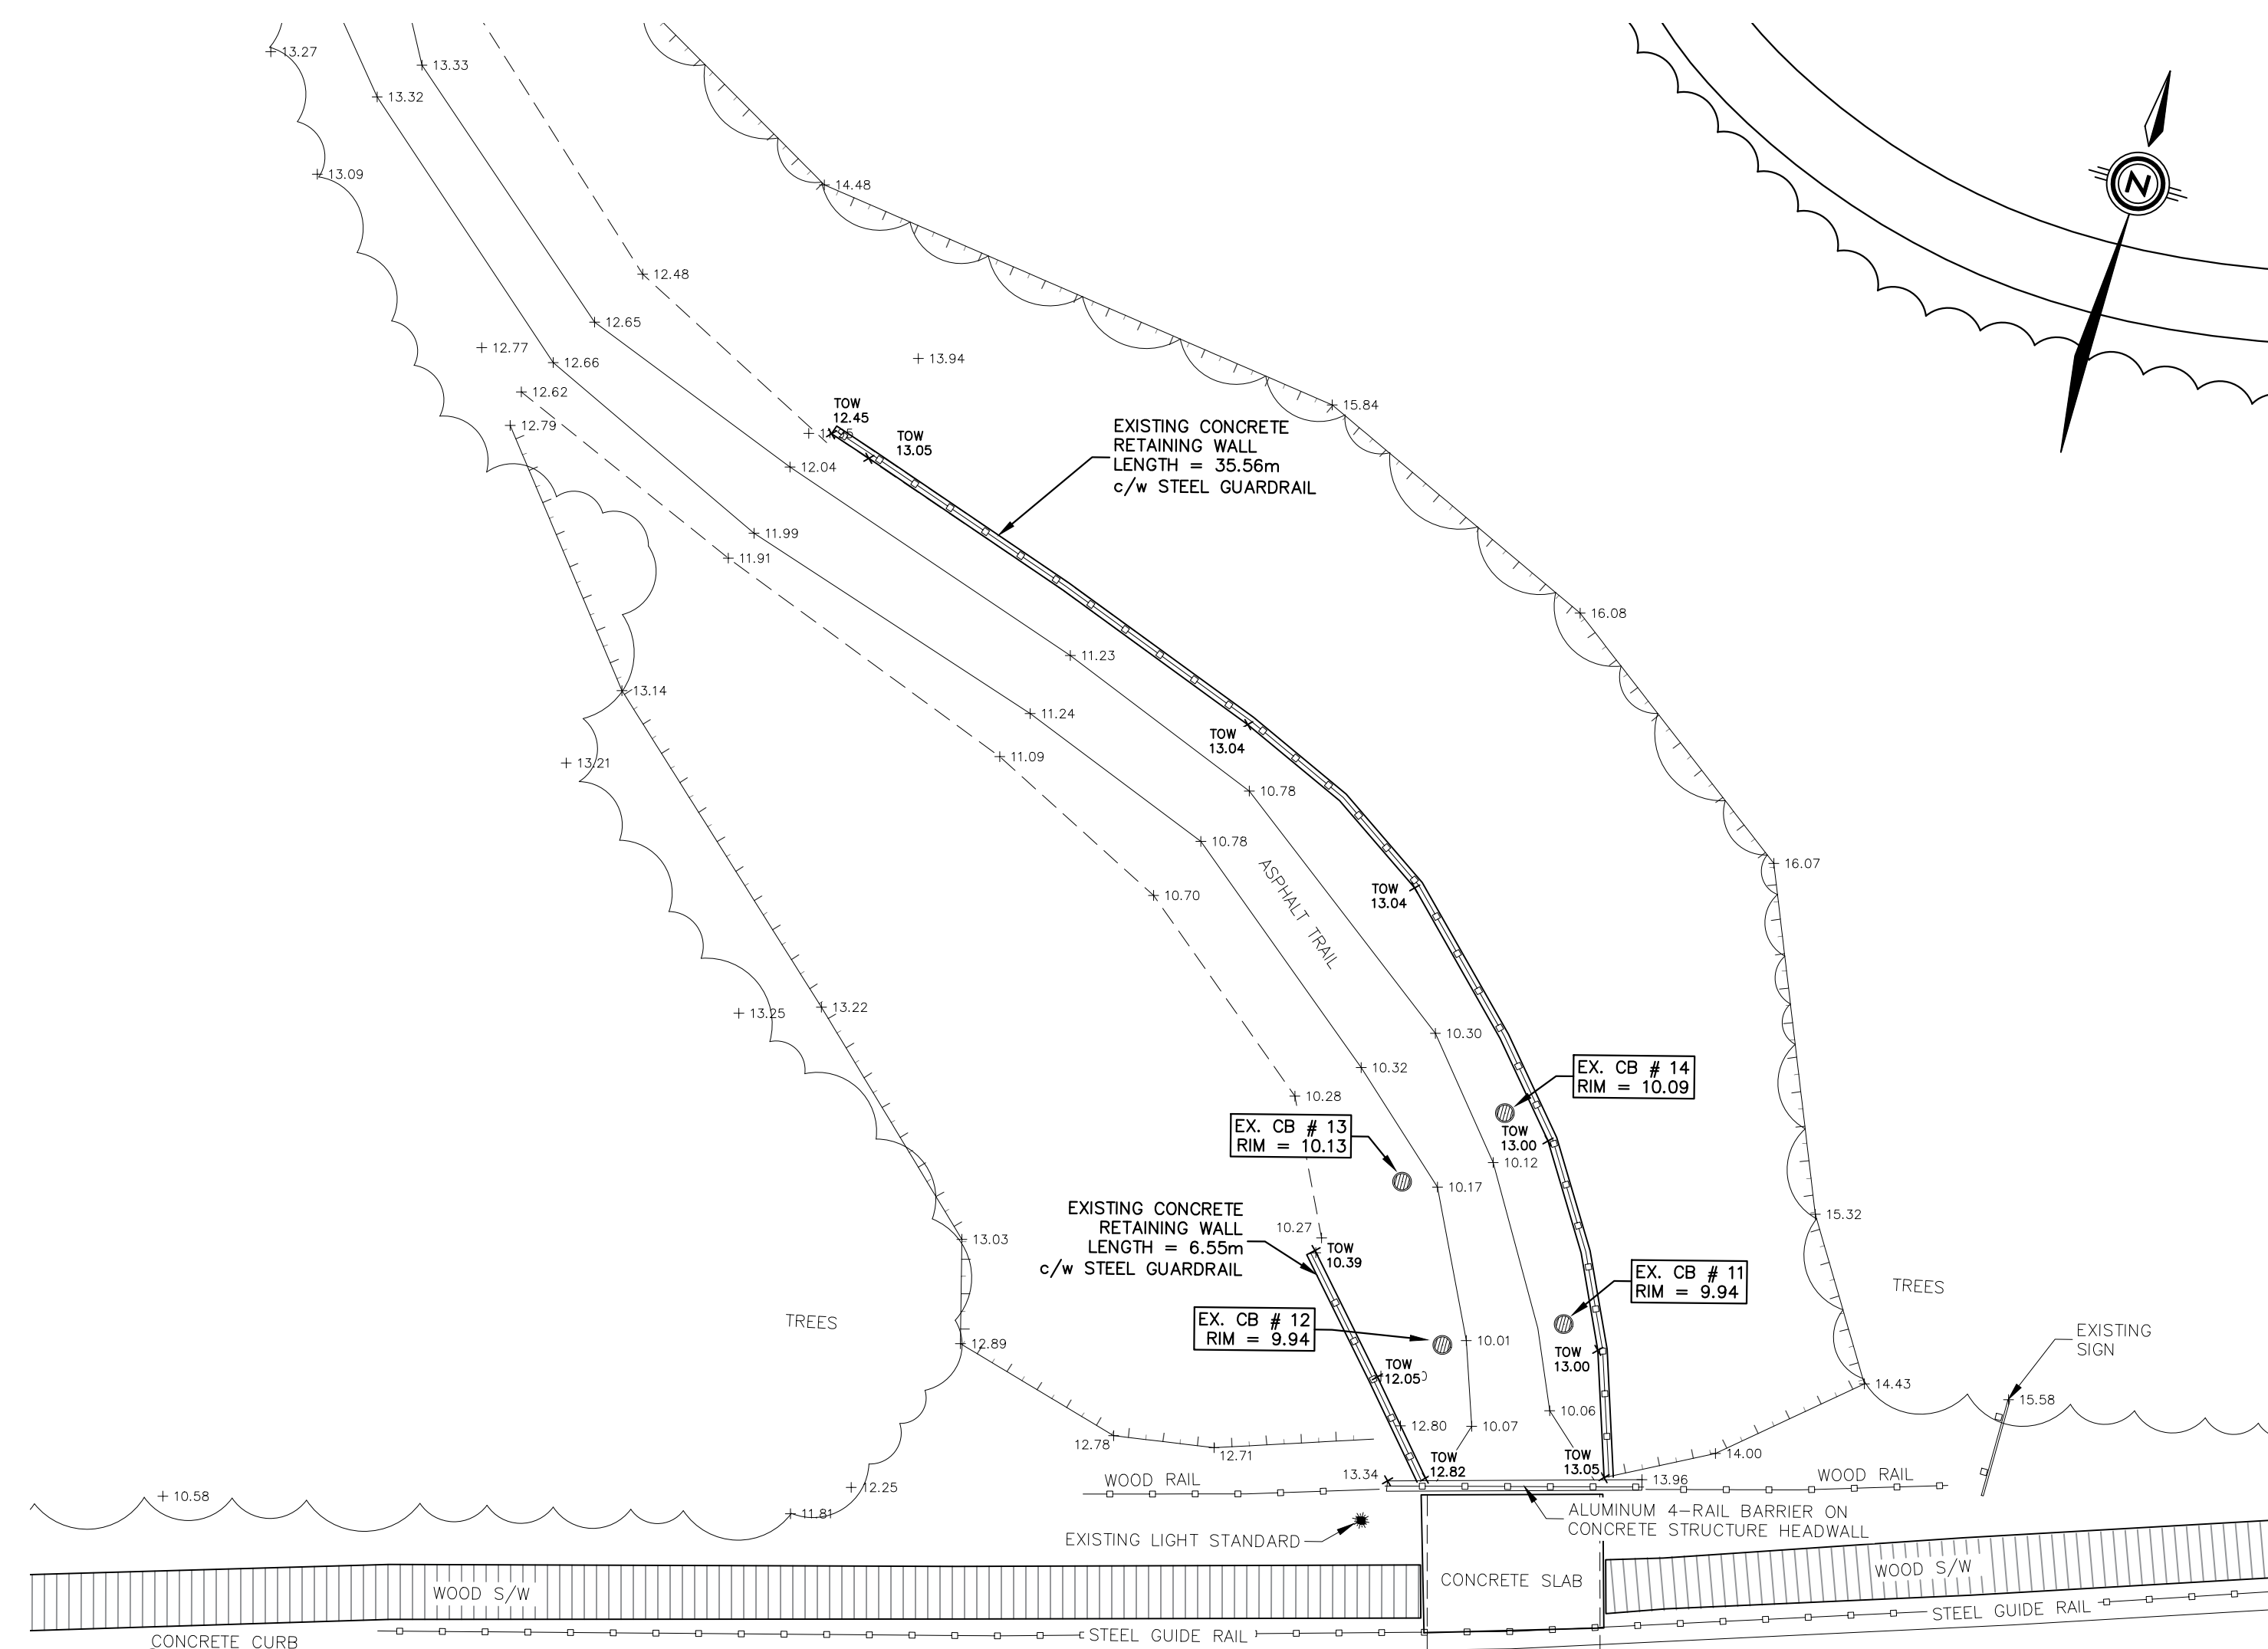 13.27
13.33
13.32
13.09
14.48
N
12.48
12.65
12.77
12.66
13.94
12.62
TOW
12.45
15.84
12.79
TOW
13.05
EXISTING CONCRETE
RETAINING WALL
LENGTH = 35.56m
c/w STEEL GUARDRAIL
12.04
11.99
11.91
16.08
11.23
13.14
11.24
TOW
13.04
11.09
13.21
10.78
10.78
16.07
ASPHALT TRAIL
TOW
13.04
10.70
13.22
13.25
10.30
10.32
EX. CB # 14
RIM = 10.09
10.28
EX. CB # 13
RIM = 10.13
TOW
13.00
10.12
10.17
EXISTING CONCRETE
RETAINING WALL
LENGTH = 6.55m
c/w STEEL GUARDRAIL
10.27
15.32
13.03
TOW
10.39
EX. CB # 11
RIM = 9.94
TREES
TREES
EX. CB # 12
RIM = 9.94
EXISTING
SIGN
12.89
10.01
TOW
13.00
TOW
12.05
14.43
15.58
10.06
12.80
10.07
12.78
12.71
14.00
TOW
12.82
TOW
13.05
13.34
13.96
WOOD RAIL
WOOD RAIL
12.25
10.58
11.81
ALUMINUM 4-RAIL BARRIER ON
CONCRETE STRUCTURE HEADWALL
EXISTING LIGHT STANDARD
WOOD S/W
CONCRETE SLAB
WOOD S/W
STEEL GUIDE RAIL
STEEL GUIDE RAIL
CONCRETE CURB